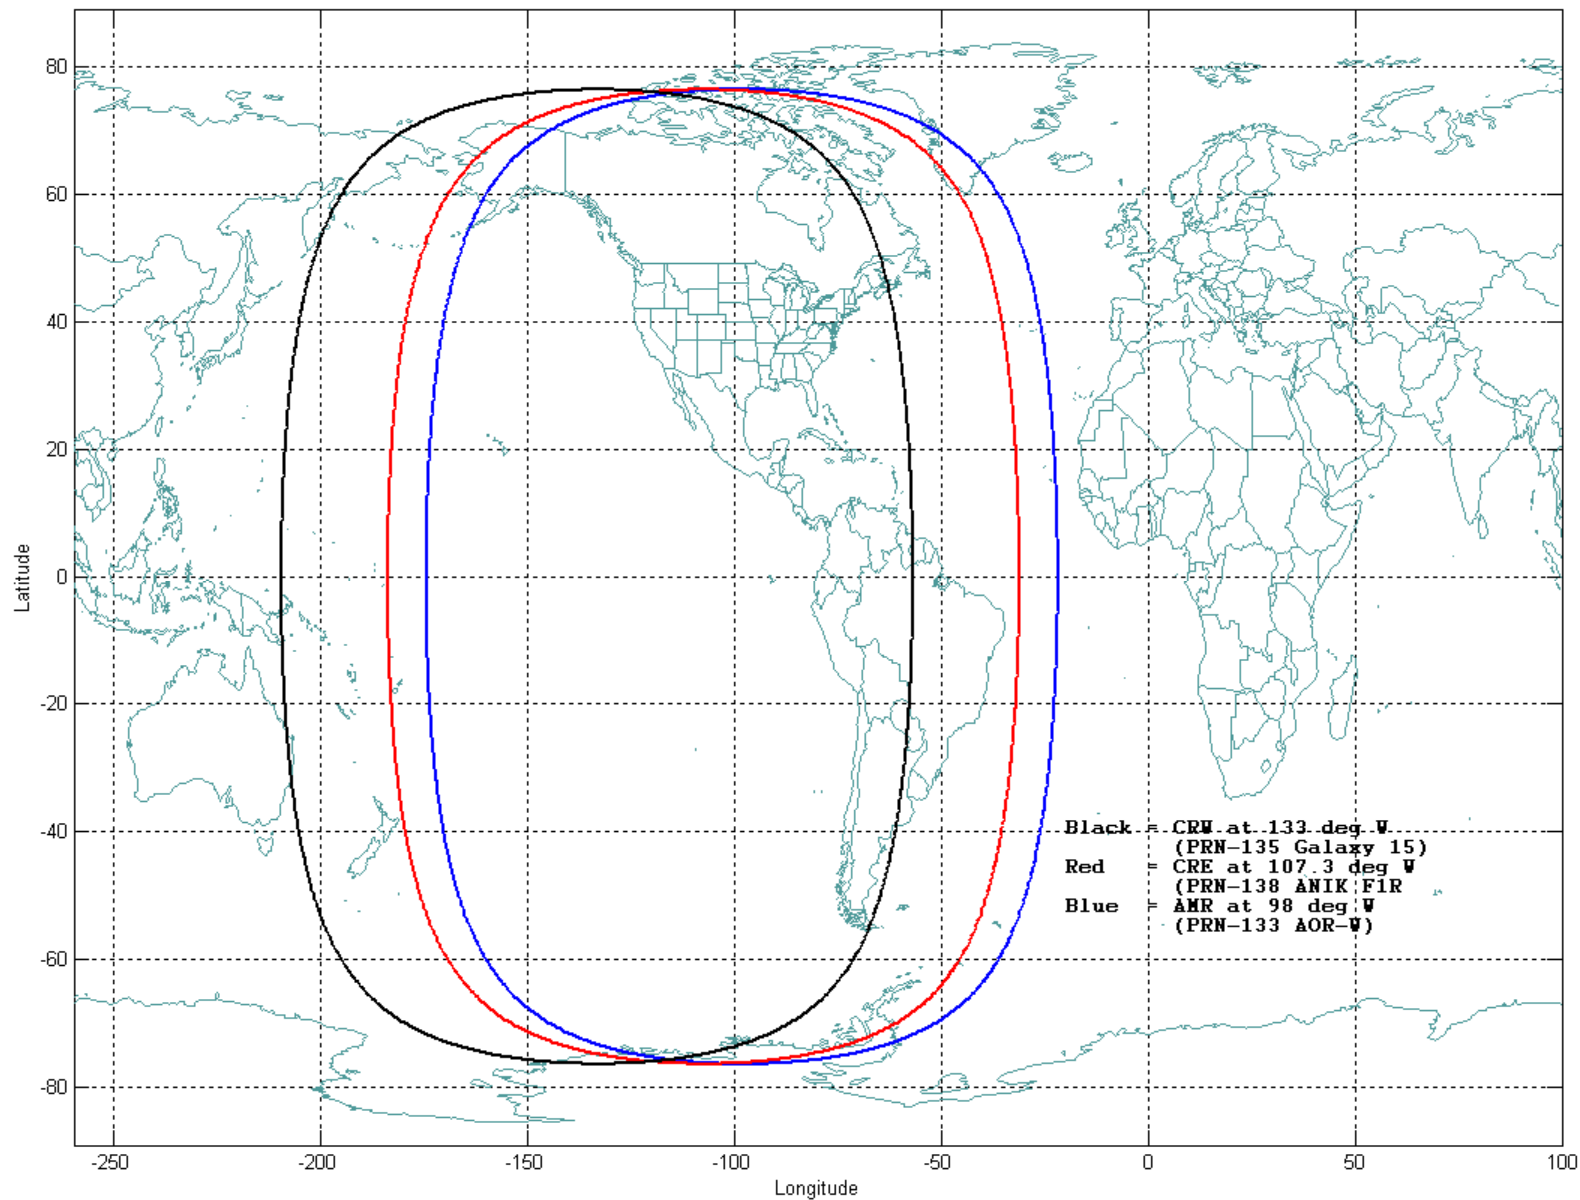 80
60
40
20
0
-20
-40
-60
-80
Latitude
Black = CRW at 133 deg W
(PRN-135 Galaxy 15)
Red = CRE at 107.3 deg W
(PRN-138 ANIK F1R
Blue = AMR at 98 deg W
(PRN-133 AOR-W)
-250 -200 -150 -100 -50 0 50 100
Longitude